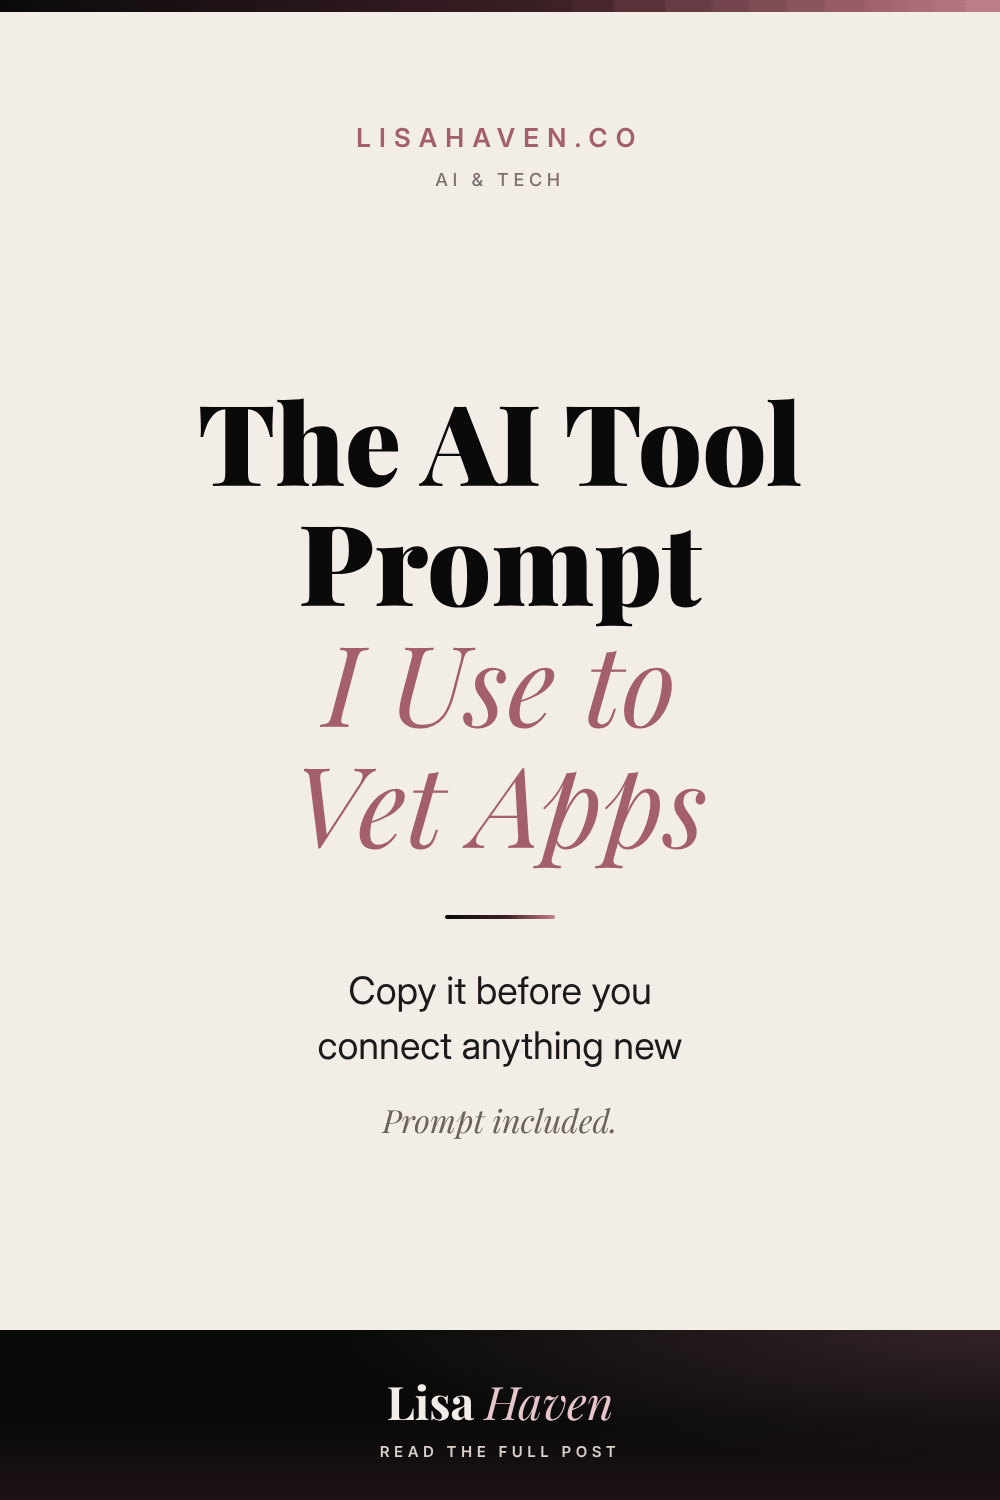 LISAHAVEN.CO
AI & TECH
The AI Tool
Prompt
I Use to
Vet Apps
Copy it before you
connect anything new
Prompt included.
Lisa Haven
READ THE FULL POST